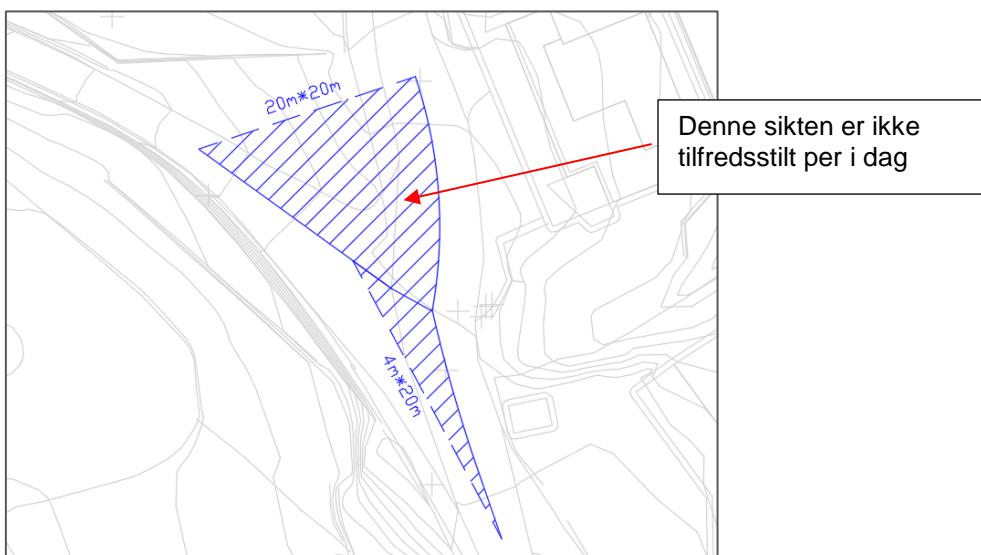 20m*20m
Denne sikten er ikke
tilfredsstilt per i dag
4m*20m